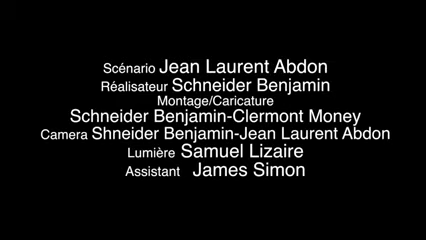 Scénario Jean Laurent Abdon
Réalisateur Schneider Benjamin
Montage/Caricature
Schneider Benjamin-Clermont Money
Camera Shneider Benjamin-Jean Laurent Abdon
Lumière Samuel Lizaire
Assistant James Simon